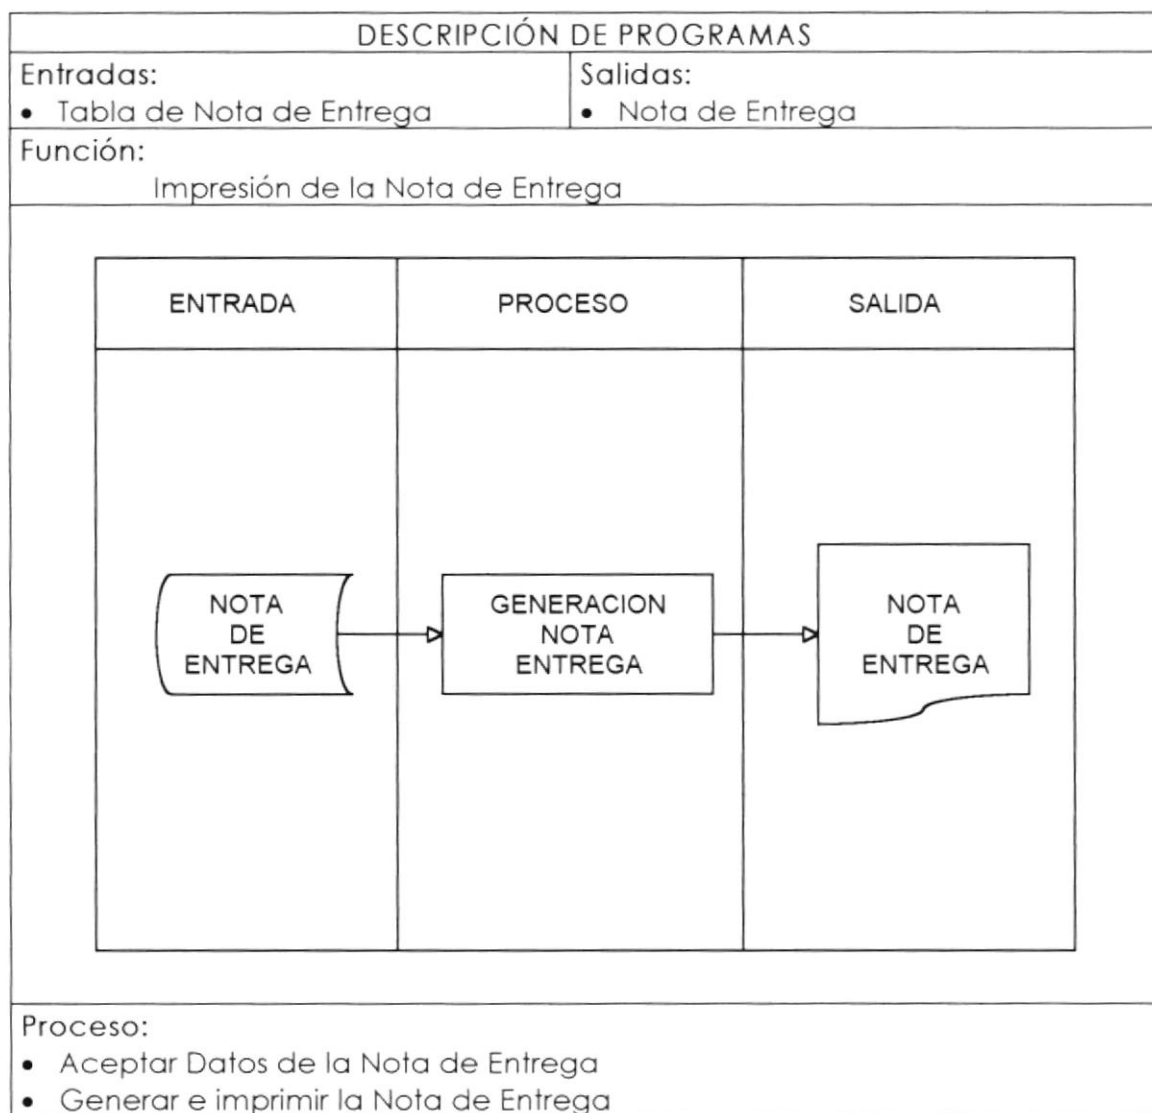 DESCRIPCIÓN DE PROGRAMAS
Entradas:
• Tabla de Nota de Entrega
Salidas:
• Nota de Entrega
Función:
Impresión de la Nota de Entrega
ENTRADA
PROCESO
SALIDA
NOTA
DE
ENTREGA
GENERACION
NOTA
ENTREGA
NOTA
DE
ENTREGA
Proceso:
• Aceptar Datos de la Nota de Entrega
• Generar e imprimir la Nota de Entrega